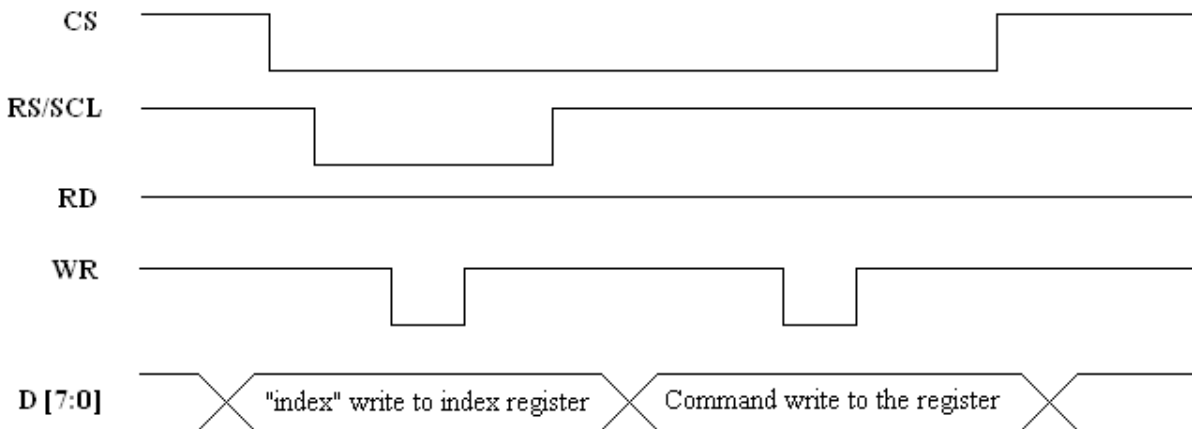 CS
RS/SCL
RD
WR
D [7:0]
"index" write to index register
Command write to the register